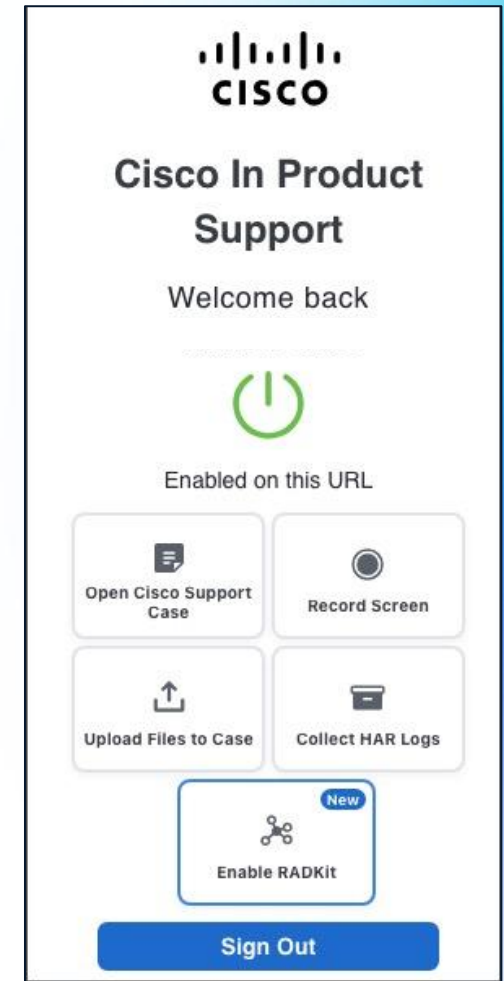 CISCO
Cisco In Product
Support
Welcome back
Enabled on this URL
Open Cisco Support
Case
Record Screen
Upload Files to Case
Collect HAR Logs
New
Enable RADKit
Sign Out